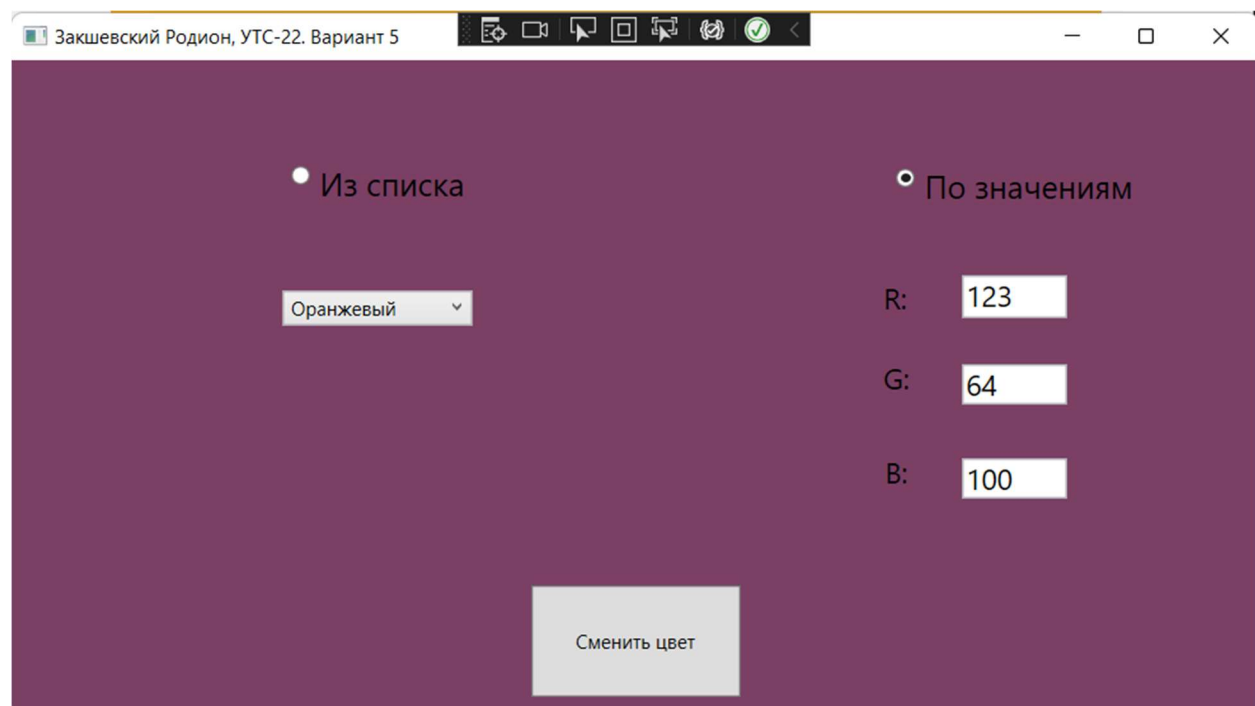 Закшевский Родион, УТС-22. Вариант 5
Из списка
По значениям
Оранжевый
R: 123
G: 64
B: 100
Сменить цвет